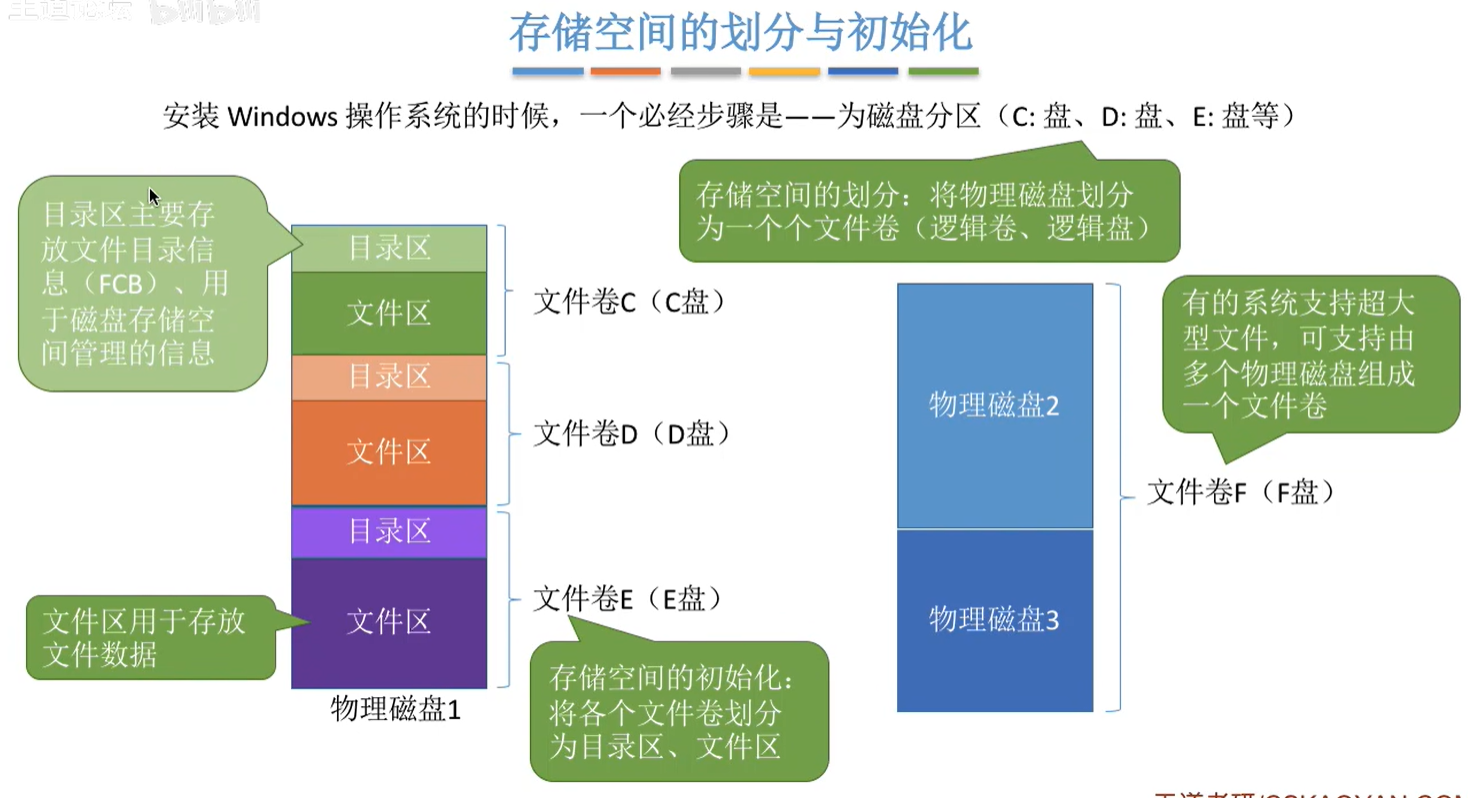 存储空间的划分与初始化
安装 Windows 操作系统的时候，一个必经步骤是——为磁盘分区（C: 盘、D: 盘、E: 盘等）
存储空间的划分：将物理磁盘划分
为一个个文件卷（逻辑卷、逻辑盘）
目录区主要存
放文件目录信
息（FCB）、用
于磁盘存储空
间管理的信息
目录区
文件区
文件卷C（C盘）
目录区
文件区
文件卷D（D盘）
目录区
文件区
文件卷E（E盘）
文件区用于存放
文件数据
物理磁盘1
存储空间的初始化：
将各个文件卷划分
为目录区、文件区
物理磁盘2
物理磁盘3
有的系统支持超大
型文件，可支持由
多个物理磁盘组成
一个文件卷
文件卷F（F盘）